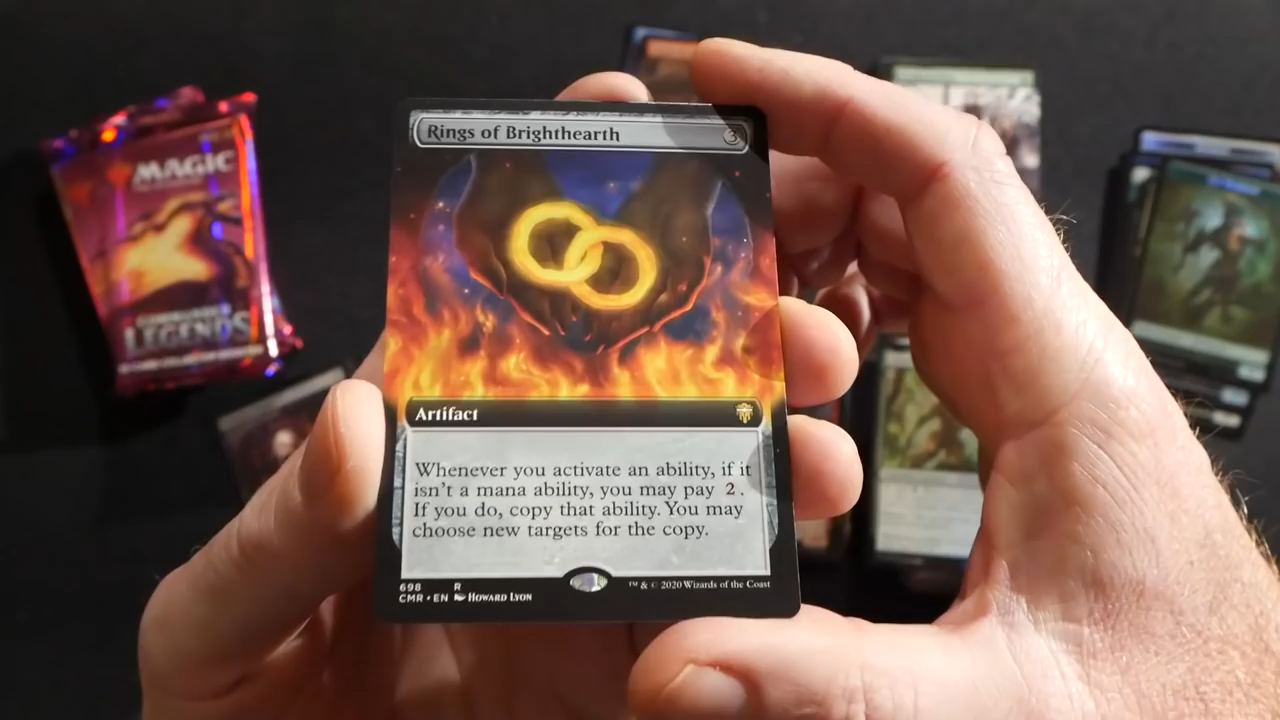 MAGIC
LEGENDS
Rings of Brighthearth
3
Artifact
Whenever you activate an ability, if it
isn't a mana ability, you may pay 2.
If you do, copy that ability. You may
choose new targets for the copy.
698 R
CMR • EN Howard Lyon
™ & © 2020 Wizards of the Coast